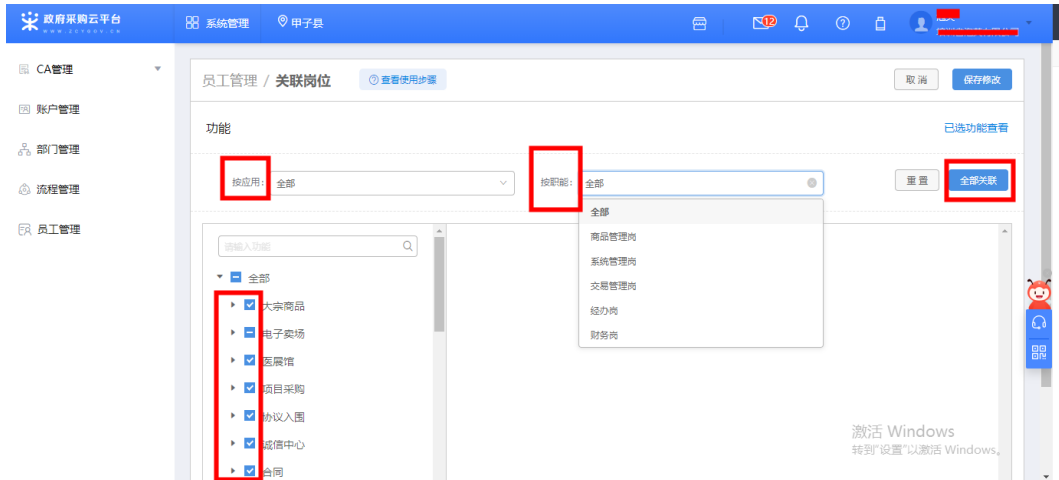 政府采购云平台
WWW.ZCYGOV.CN
系统管理
甲子县
12
CA管理
账户管理
部门管理
流程管理
员工管理
员工管理 / 关联岗位
查看使用步骤
取消
保存修改
功能
已选功能查看
按应用：
全部
按职能：
全部
重置
全部关联
全部
商品管理岗
系统管理岗
交易管理岗
经办岗
财务岗
请输入功能
全部
大宗商品
电子卖场
医展馆
项目采购
协议入围
诚信中心
合同
激活 Windows
转到"设置"以激活 Windows。